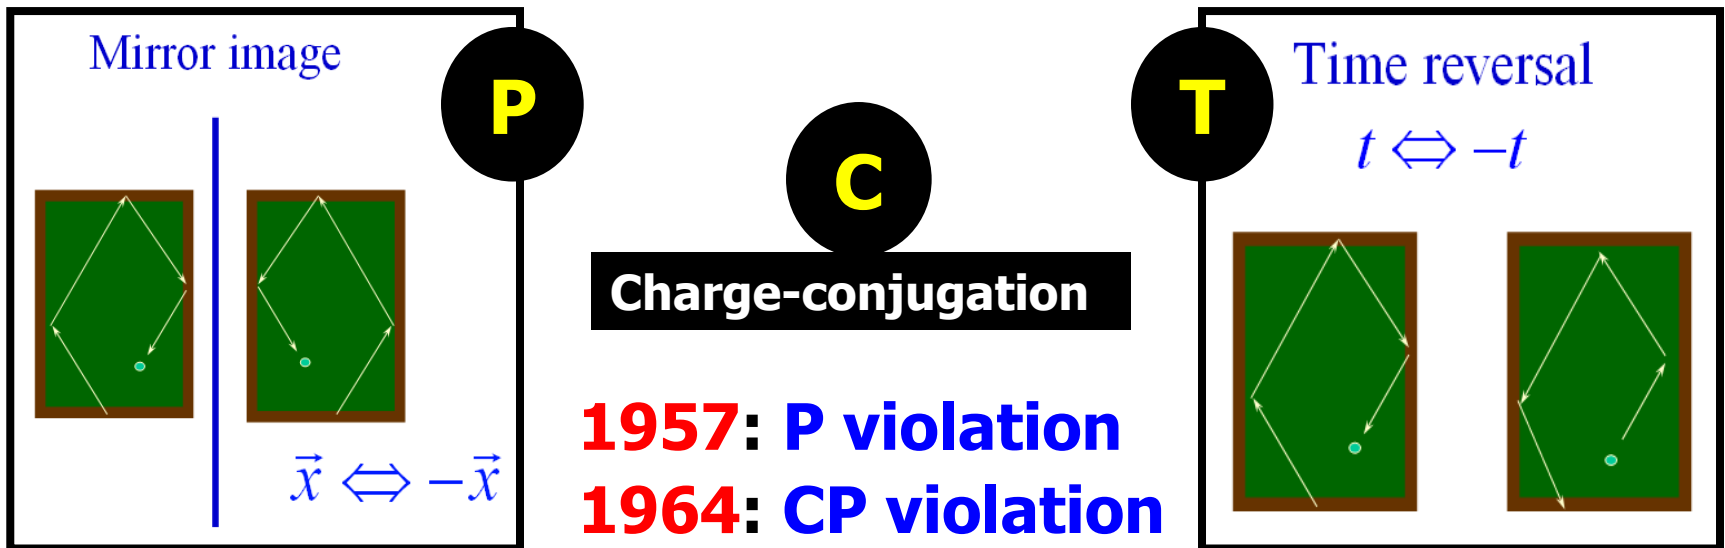 Mirror image
P
x⃗ ⇔ −x⃗
C
Charge-conjugation
1957: P violation
1964: CP violation
T
Time reversal
t ⇔ −t